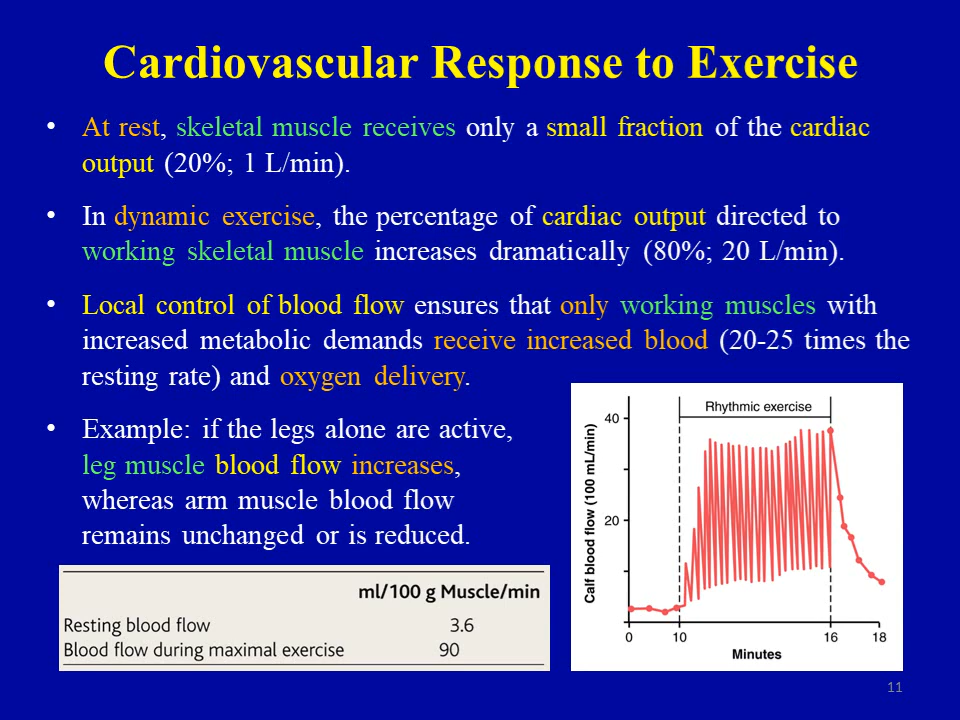 Cardiovascular Response to Exercise
• At rest, skeletal muscle receives only a small fraction of the cardiac
output (20%; 1 L/min).
• In dynamic exercise, the percentage of cardiac output directed to
working skeletal muscle increases dramatically (80%; 20 L/min).
• Local control of blood flow ensures that only working muscles with
increased metabolic demands receive increased blood (20-25 times the
resting rate) and oxygen delivery.
• Example: if the legs alone are active,
leg muscle blood flow increases,
whereas arm muscle blood flow
remains unchanged or is reduced.
ml/100 g Muscle/min
Resting blood flow 3.6
Blood flow during maximal exercise 90
Rhythmic exercise
Calf blood flow (100 mL/min)
40
20
0 10 16 18
Minutes
11